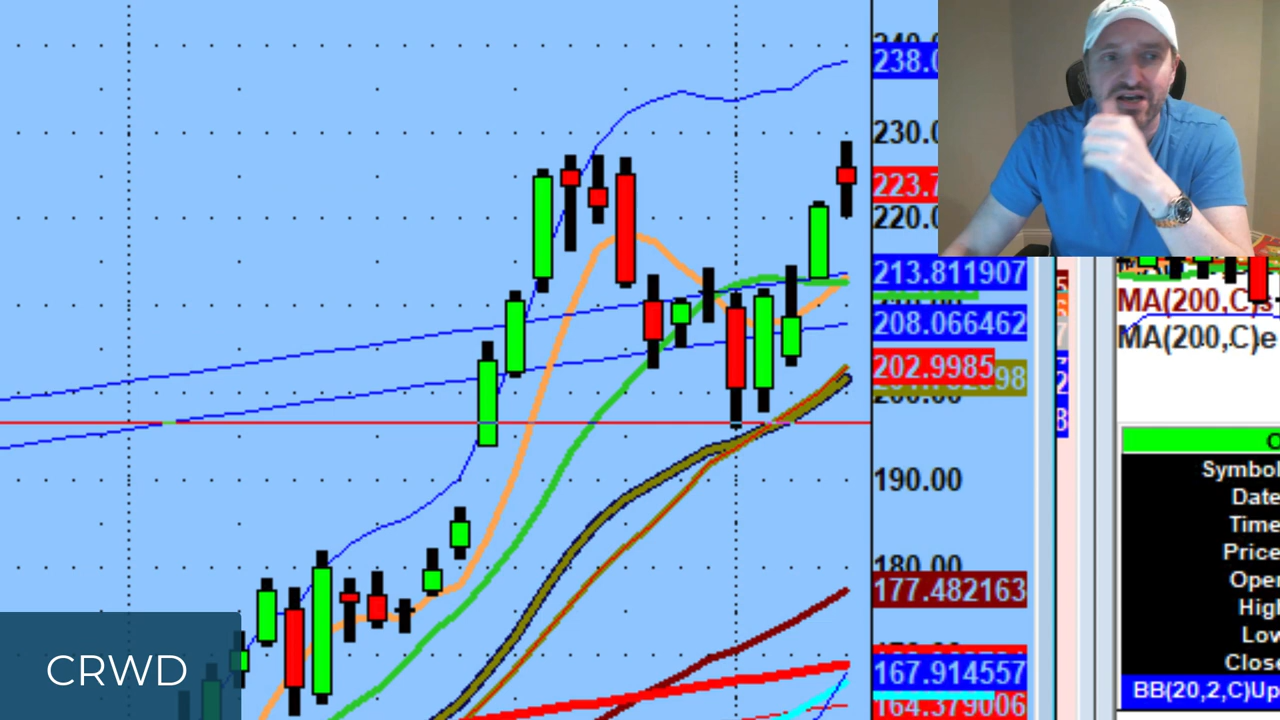 238.0
230.0
223.7
220.0
213.811907
208.066462
202.9985
98
190.00
180.00
177.482163
167.914557
164.379006
MA(200,C)
MA(200,C)e
Symbol
Date
Time
Price
Oper
High
Low
Close
BB(20,2,C)Up
CRWD